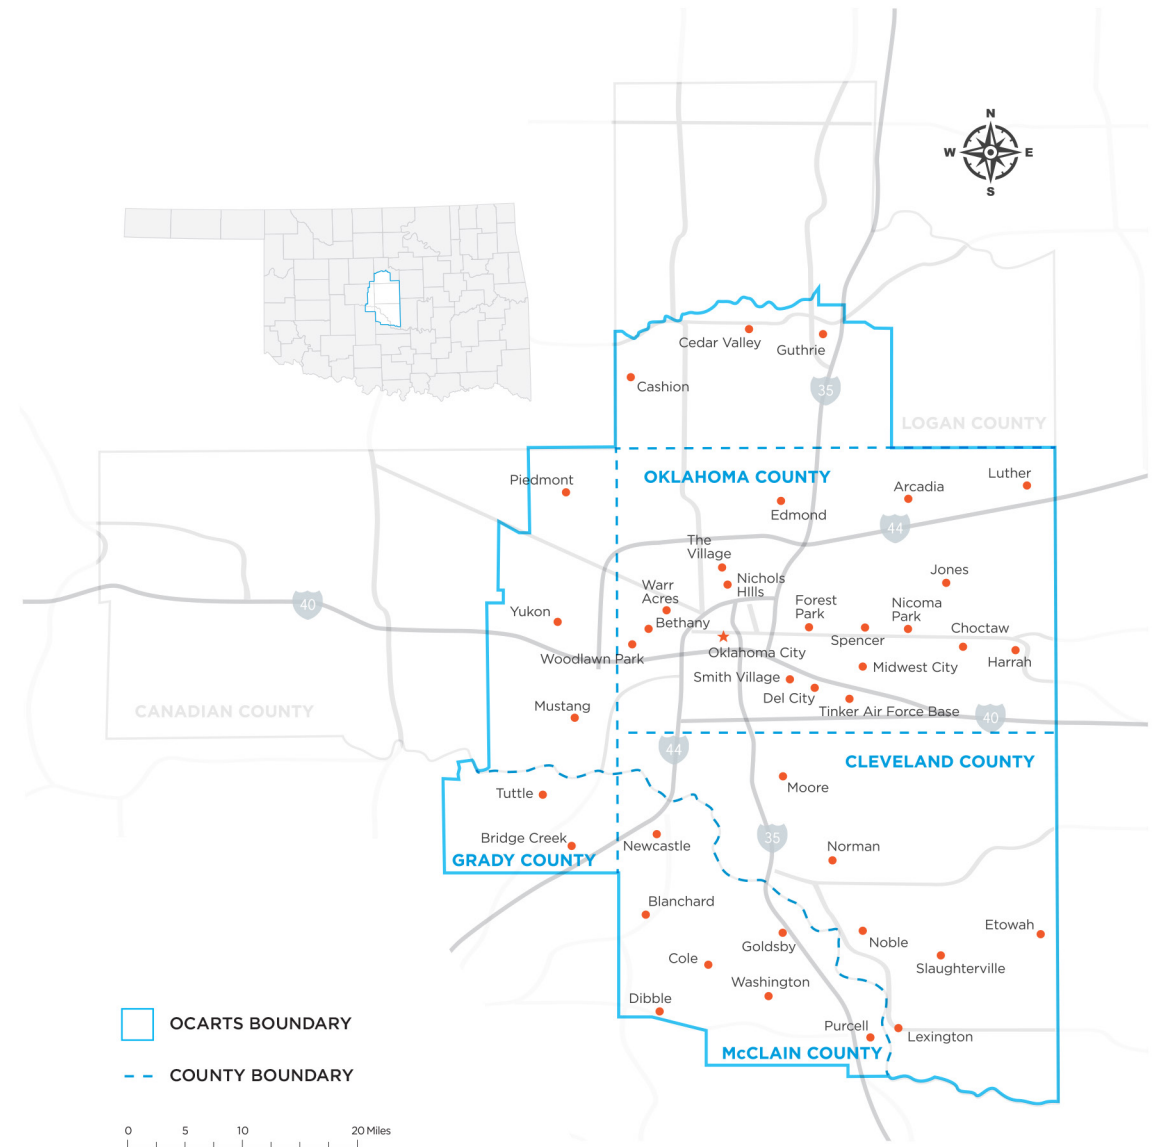 N
W
E
S
Cedar Valley
Guthrie
Cashion
35
LOGAN COUNTY
Piedmont
OKLAHOMA COUNTY
Luther
Arcadia
Edmond
44
The
Village
Nichols
HIlls
Jones
40
Warr
Acres
Forest
Park
Nicoma
Park
Yukon
Bethany
Spencer
Choctaw
Woodlawn Park
Oklahoma City
Harrah
Midwest City
Smith Village
Del City
Mustang
Tinker Air Force Base
CANADIAN COUNTY
40
44
CLEVELAND COUNTY
Tuttle
Moore
Bridge Creek
Newcastle
35
Norman
GRADY COUNTY
Blanchard
Etowah
Goldsby
Noble
Cole
Slaughterville
Washington
Dibble
Purcell
Lexington
McCLAIN COUNTY
OCARTS BOUNDARY
COUNTY BOUNDARY
0 5 10 20 Miles